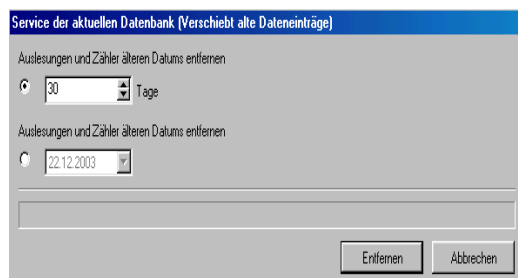 Service der aktuellen Datenbank (Verschiebt alte Dateneinträge)
Auslesungen und Zähler älteren Datums entfernen
30 Tage
Auslesungen und Zähler älteren Datums entfernen
22.12.2003
Entfernen Abbrechen